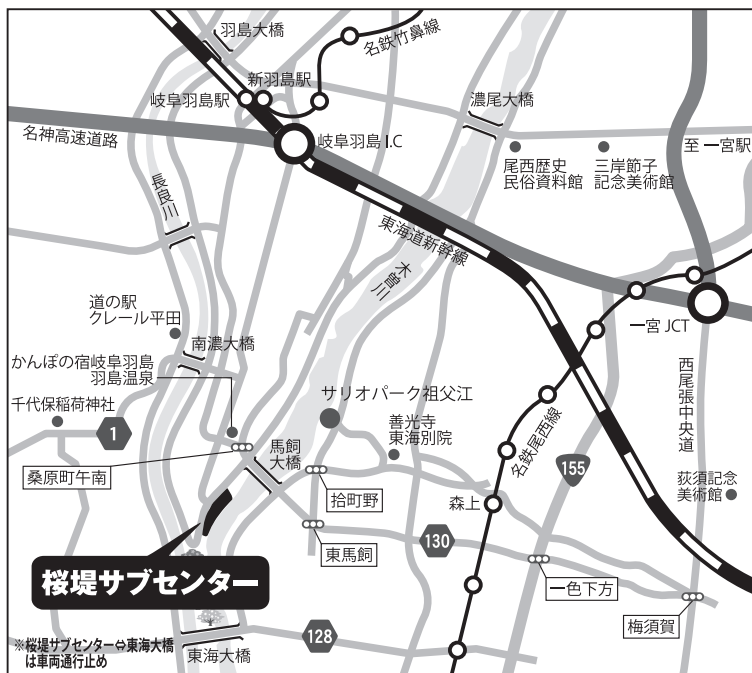 羽島大橋
名鉄竹鼻線
新羽島駅
岐阜羽島駅
濃尾大橋
名神高速道路
岐阜羽島 I.C
至 一宮駅
尾西歴史
民俗資料館
三岸節子
記念美術館
長良川
東海道新幹線
木曽川
道の駅
クレール平田
南濃大橋
一宮 JCT
かんぽの宿岐阜羽島
羽島温泉
西尾張中央道
サリオパーク祖父江
千代保稲荷神社
1
馬飼
大橋
善光寺
東海別院
名鉄尾西線
155
桑原町午南
荻須記念
美術館
拾町野
森上
東馬飼
130
桜堤サブセンター
一色下方
梅須賀
128
※桜堤サブセンター⇔東海大橋
は車両通行止め
東海大橋